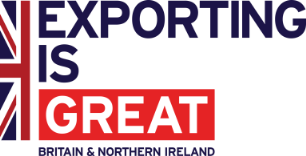 EXPORTING
IS
GREAT
BRITAIN & NORTHERN IRELAND